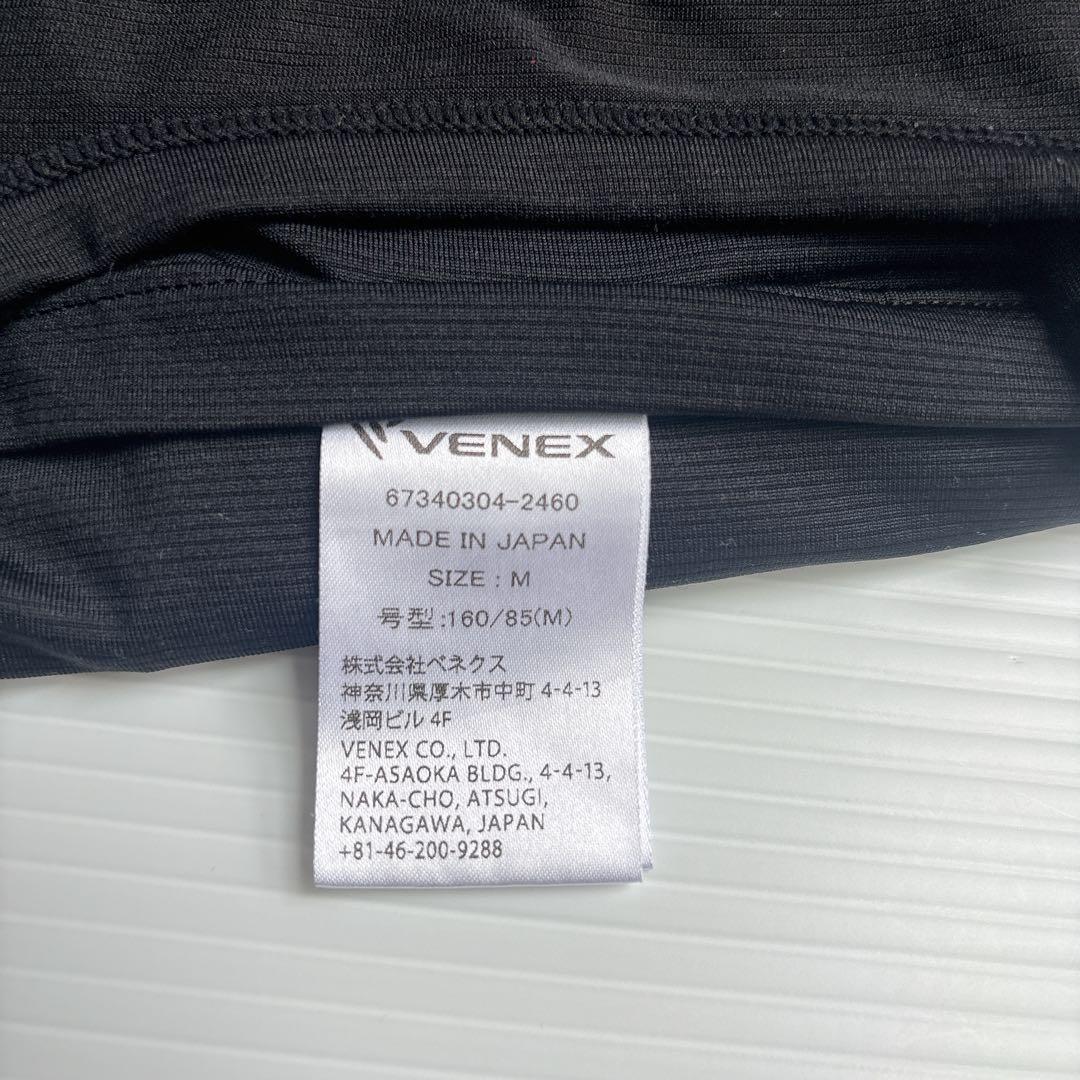 VENEX
67340304-2460
MADE IN JAPAN
SIZE : M
号型:160/85(M)
株式会社ベネクス
神奈川県厚木市中町 4-4-13
浅岡ビル 4F
VENEX CO., LTD.
4F-ASAOKA BLDG., 4-4-13,
NAKA-CHO, ATSUGI,
KANAGAWA, JAPAN
+81-46-200-9288